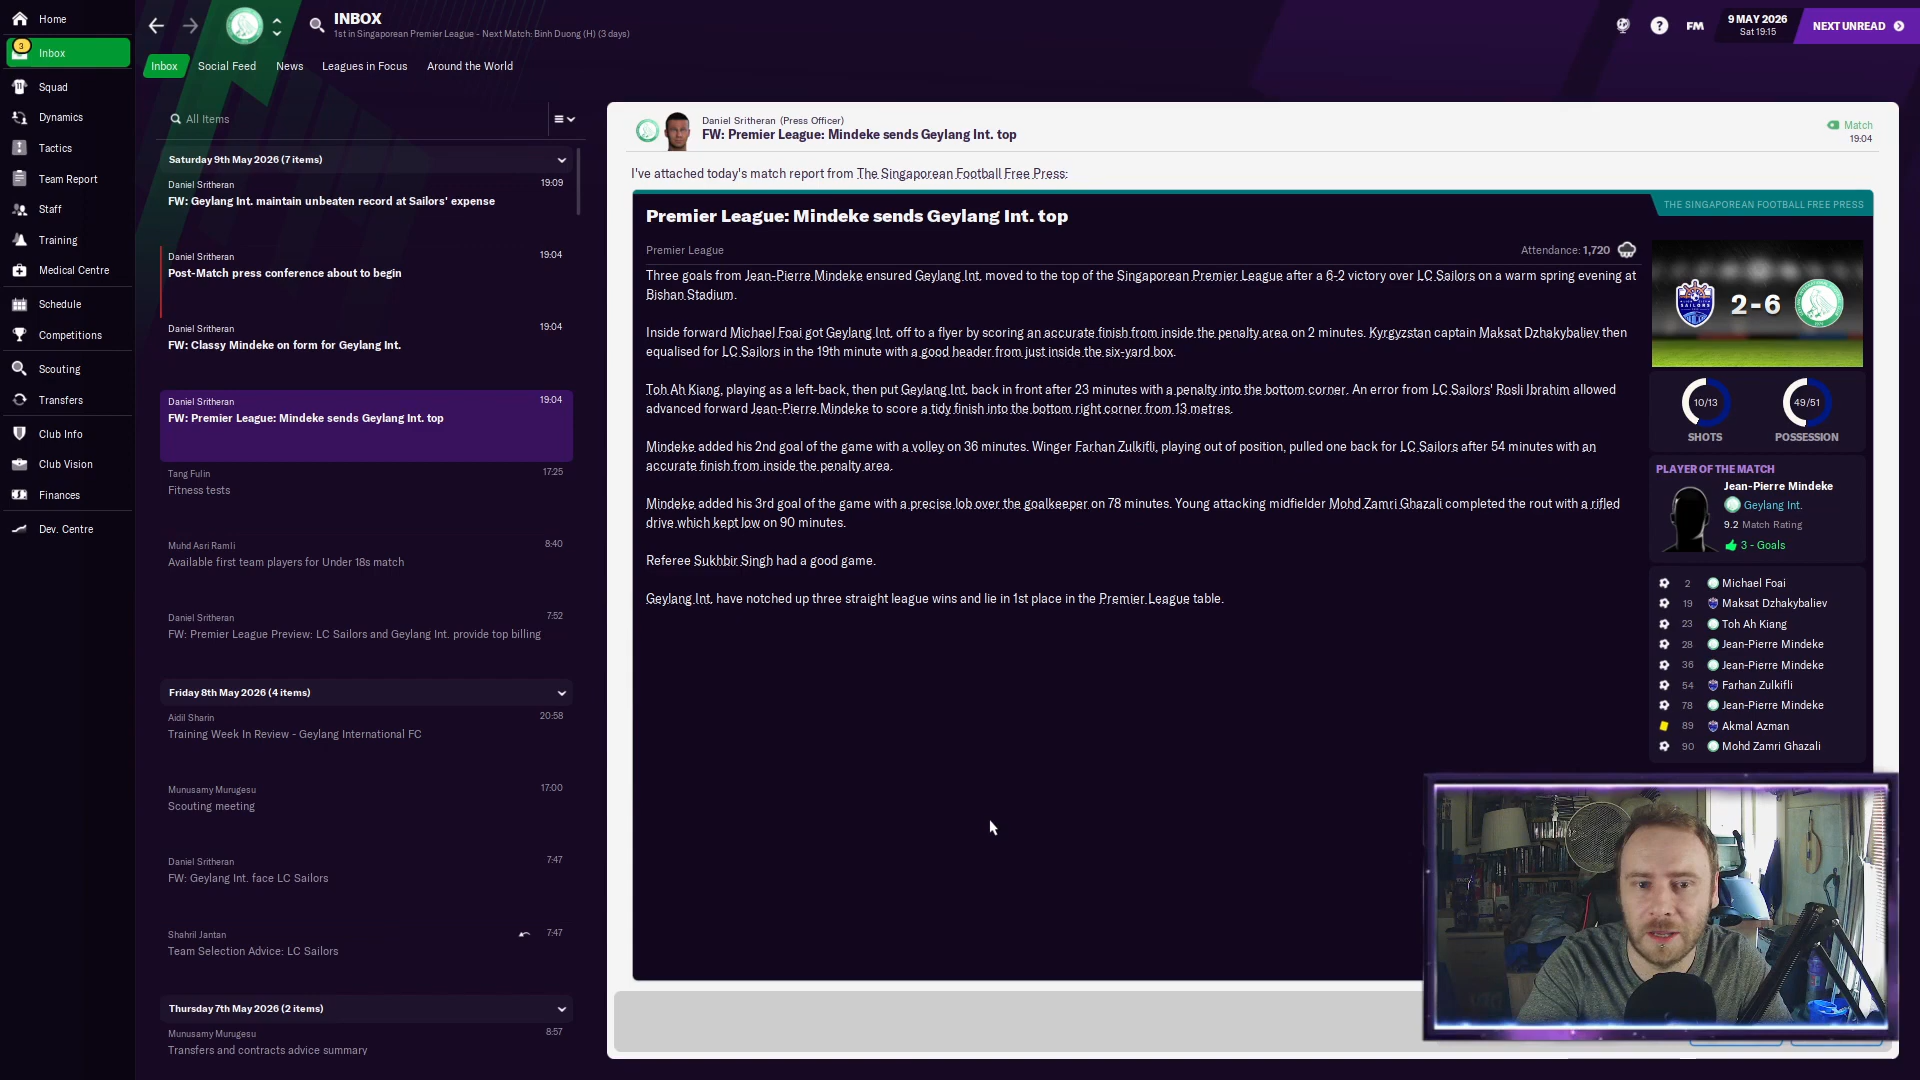 Home
Inbox
3
Squad
Dynamics
Tactics
Team Report
Staff
Training
Medical Centre
Schedule
Competitions
Scouting
Transfers
Club Info
Club Vision
Finances
Dev. Centre
INBOX
1st in Singaporean Premier League - Next Match: Binh Duong (H) (3 days)
FM
9 MAY 2026
Sat 19:15
NEXT UNREAD
Inbox
Social Feed
News
Leagues in Focus
Around the World
All Items
Saturday 9th May 2026 (7 items)
Daniel Sritheran 19:09
FW: Geylang Int. maintain unbeaten record at Sailors' expense
Daniel Sritheran 19:04
Post-Match press conference about to begin
Daniel Sritheran 19:04
FW: Classy Mindeke on form for Geylang Int.
Daniel Sritheran 19:04
FW: Premier League: Mindeke sends Geylang Int. top
Tang Fulin 17:25
Fitness tests
Muhd Asri Ramli 8:40
Available first team players for Under 18s match
Daniel Sritheran 7:52
FW: Premier League Preview: LC Sailors and Geylang Int. provide top billing
Friday 8th May 2026 (4 items)
Aidil Sharin 20:58
Training Week In Review - Geylang International FC
Munusamy Murugesu 17:00
Scouting meeting
Daniel Sritheran 7:47
FW: Geylang Int. face LC Sailors
Shahril Jantan 7:47
Team Selection Advice: LC Sailors
Thursday 7th May 2026 (2 items)
Munusamy Murugesu 8:57
Transfers and contracts advice summary
Daniel Sritheran (Press Officer)
FW: Premier League: Mindeke sends Geylang Int. top
Match
19:04
I've attached today's match report from The Singaporean Football Free Press:
Premier League: Mindeke sends Geylang Int. top
THE SINGAPOREAN FOOTBALL FREE PRESS
Premier League
Attendance: 1,720
Three goals from Jean-Pierre Mindeke ensured Geylang Int. moved to the top of the Singaporean Premier League after a 6-2 victory over LC Sailors on a warm spring evening at
Bishan Stadium.
Inside forward Michael Foai got Geylang Int. off to a flyer by scoring an accurate finish from inside the penalty area on 2 minutes. Kyrgyzstan captain Maksat Dzhakybaliev then
equalised for LC Sailors in the 19th minute with a good header from just inside the six-yard box.
Toh Ah Kiang, playing as a left-back, then put Geylang Int. back in front after 23 minutes with a penalty into the bottom corner. An error from LC Sailors' Rosli Ibrahim allowed
advanced forward Jean-Pierre Mindeke to score a tidy finish into the bottom right corner from 13 metres.
Mindeke added his 2nd goal of the game with a volley on 36 minutes. Winger Farhan Zulkifli, playing out of position, pulled one back for LC Sailors after 54 minutes with an
accurate finish from inside the penalty area.
Mindeke added his 3rd goal of the game with a precise lob over the goalkeeper on 78 minutes. Young attacking midfielder Mohd Zamri Ghazali completed the rout with a rifled
drive which kept low on 90 minutes.
Referee Sukhbir Singh had a good game.
Geylang Int. have notched up three straight league wins and lie in 1st place in the Premier League table.
2-6
10/13
SHOTS
49/51
POSSESSION
PLAYER OF THE MATCH
Jean-Pierre Mindeke
Geylang Int.
9.2 Match Rating
3 - Goals
2 Michael Foai
19 Maksat Dzhakybaliev
23 Toh Ah Kiang
28 Jean-Pierre Mindeke
36 Jean-Pierre Mindeke
54 Farhan Zulkifli
78 Jean-Pierre Mindeke
89 Akmal Azman
90 Mohd Zamri Ghazali